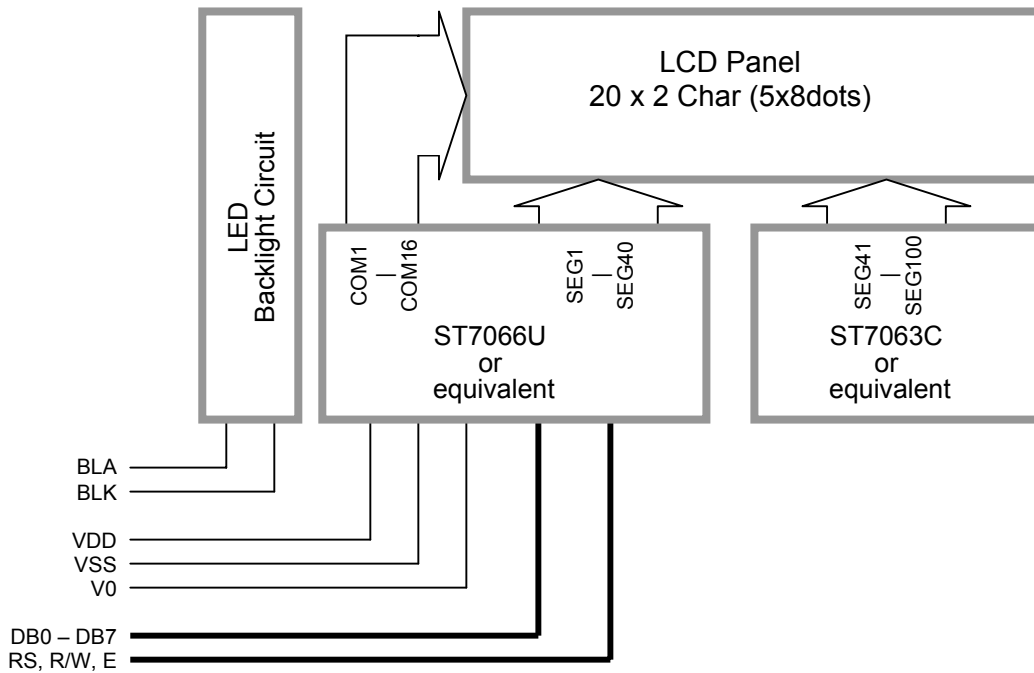 LCD Panel
20 x 2 Char (5x8dots)
LED
Backlight Circuit
COM1
—
COM16
SEG1
—
SEG40
SEG41
—
SEG100
ST7066U
or
equivalent
ST7063C
or
equivalent
BLA
BLK
VDD
VSS
V0
DB0 – DB7
RS, R/W, E